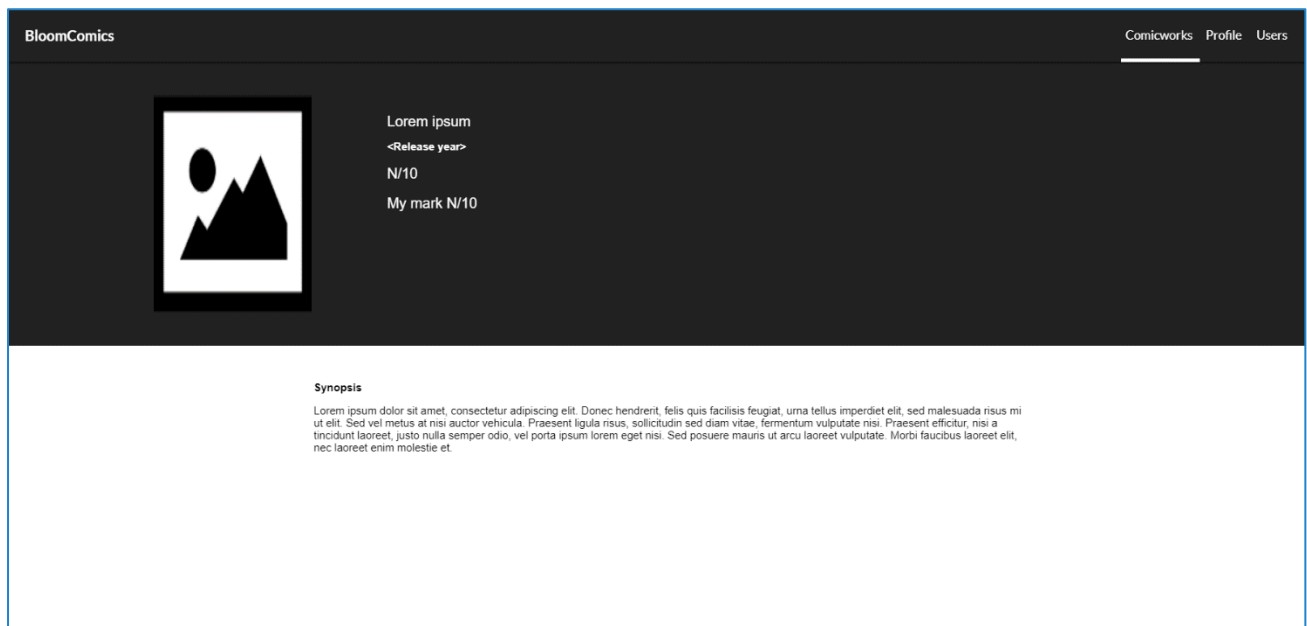 BloomComics
Comicworks Profile Users
Lorem ipsum
<Release year>
N/10
My mark N/10
Synopsis
Lorem ipsum dolor sit amet, consectetur adipiscing elit. Donec hendrerit, felis quis facilisis feugiat, urna tellus imperdiet elit, sed malesuada risus mi
ut elit. Sed vel metus at nisi auctor vehicula. Praesent ligula risus, sollicitudin sed diam vitae, fermentum vulputate nisi. Praesent efficitur, nisi a
tincidunt laoreet, justo nulla semper odio, vel porta ipsum lorem eget nisi. Sed posuere mauris ut arcu laoreet vulputate. Morbi faucibus laoreet elit,
nec laoreet enim molestie et.